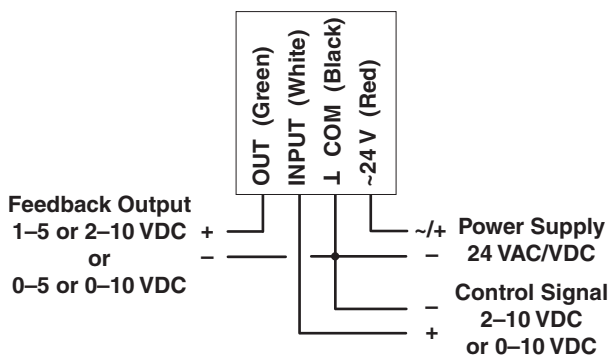 OUT (Green)
INPUT (White)
⊥ COM (Black)
~24 V (Red)
Feedback Output
1–5 or 2–10 VDC
or
0–5 or 0–10 VDC
+
–
~/+
–
Power Supply
24 VAC/VDC
–
+
Control Signal
2–10 VDC
or 0–10 VDC